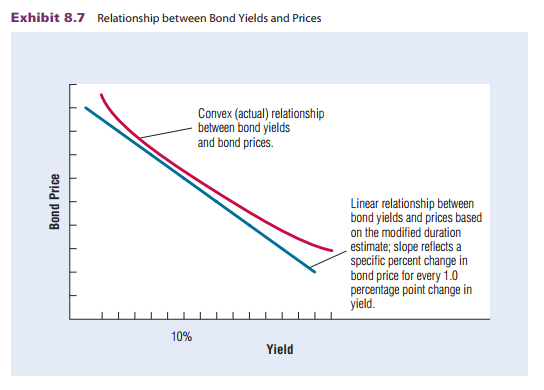 Exhibit 8.7 Relationship between Bond Yields and Prices
Convex (actual) relationship
between bond yields
and bond prices.
Bond Price
Linear relationship between
bond yields and prices based
on the modified duration
estimate; slope reflects a
specific percent change in
bond price for every 1.0
percentage point change in
yield.
10%
Yield